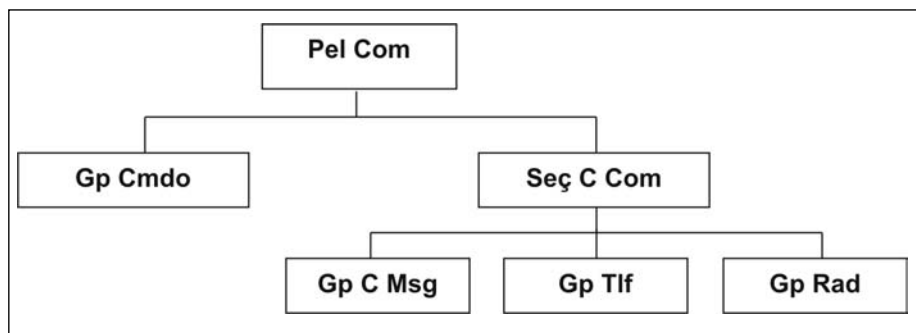 Pel Com
Gp Cmdo
Seç C Com
Gp C Msg
Gp Tlf
Gp Rad